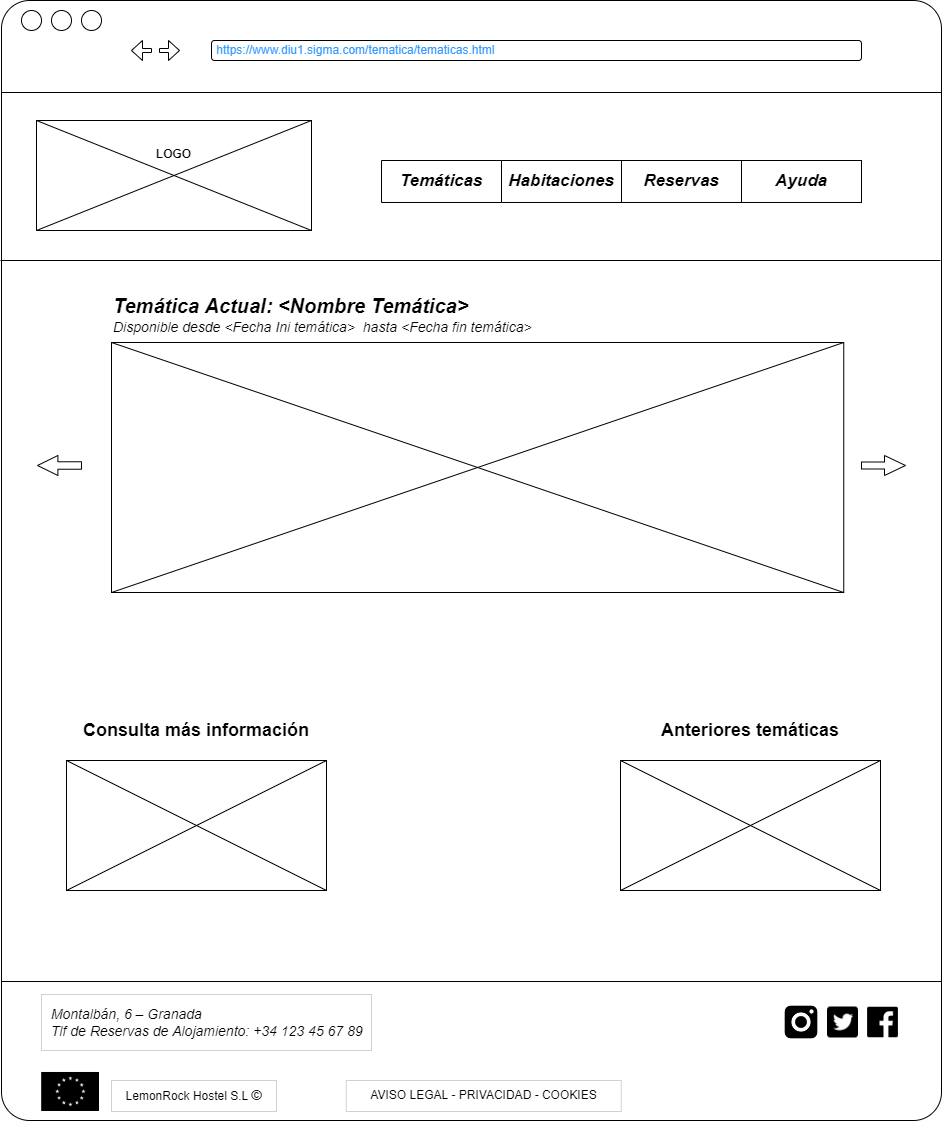 https://www.diu1.sigma.com/tematica/tematicas.html
LOGO
Temáticas Habitaciones Reservas Ayuda
Temática Actual: <Nombre Temática>
Disponible desde <Fecha Ini temática> hasta <Fecha fin temática>
Consulta más información
Anteriores temáticas
Montalbán, 6 – Granada
Tlf de Reservas de Alojamiento: +34 123 45 67 89
LemonRock Hostel S.L ©
AVISO LEGAL - PRIVACIDAD - COOKIES